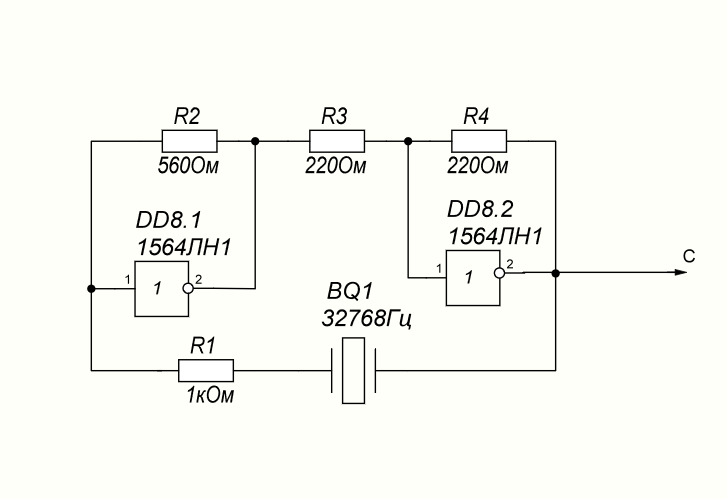 R2
R3
R4
560Ом
220Ом
220Ом
DD8.1
1564ЛН1
DD8.2
1564ЛН1
1
1
2
1
1
2
C
BQ1
32768Гц
R1
1кОм